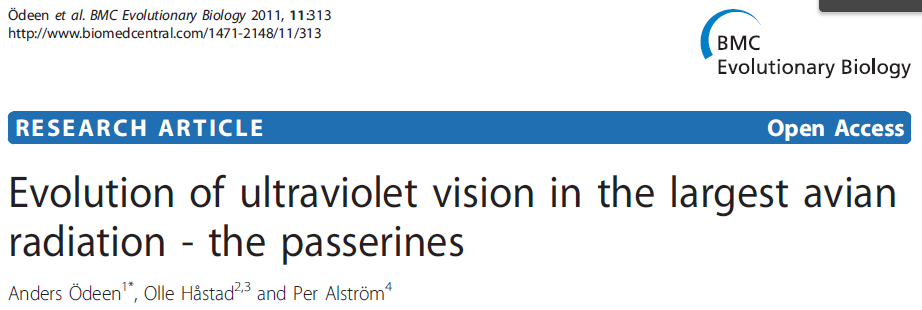 Ödeen et al. BMC Evolutionary Biology 2011, 11:313
http://www.biomedcentral.com/1471-2148/11/313
BMC
Evolutionary Biology
RESEARCH ARTICLE Open Access
Evolution of ultraviolet vision in the largest avian
radiation - the passerines
Anders Ödeen1*, Olle Håstad2,3 and Per Alström4